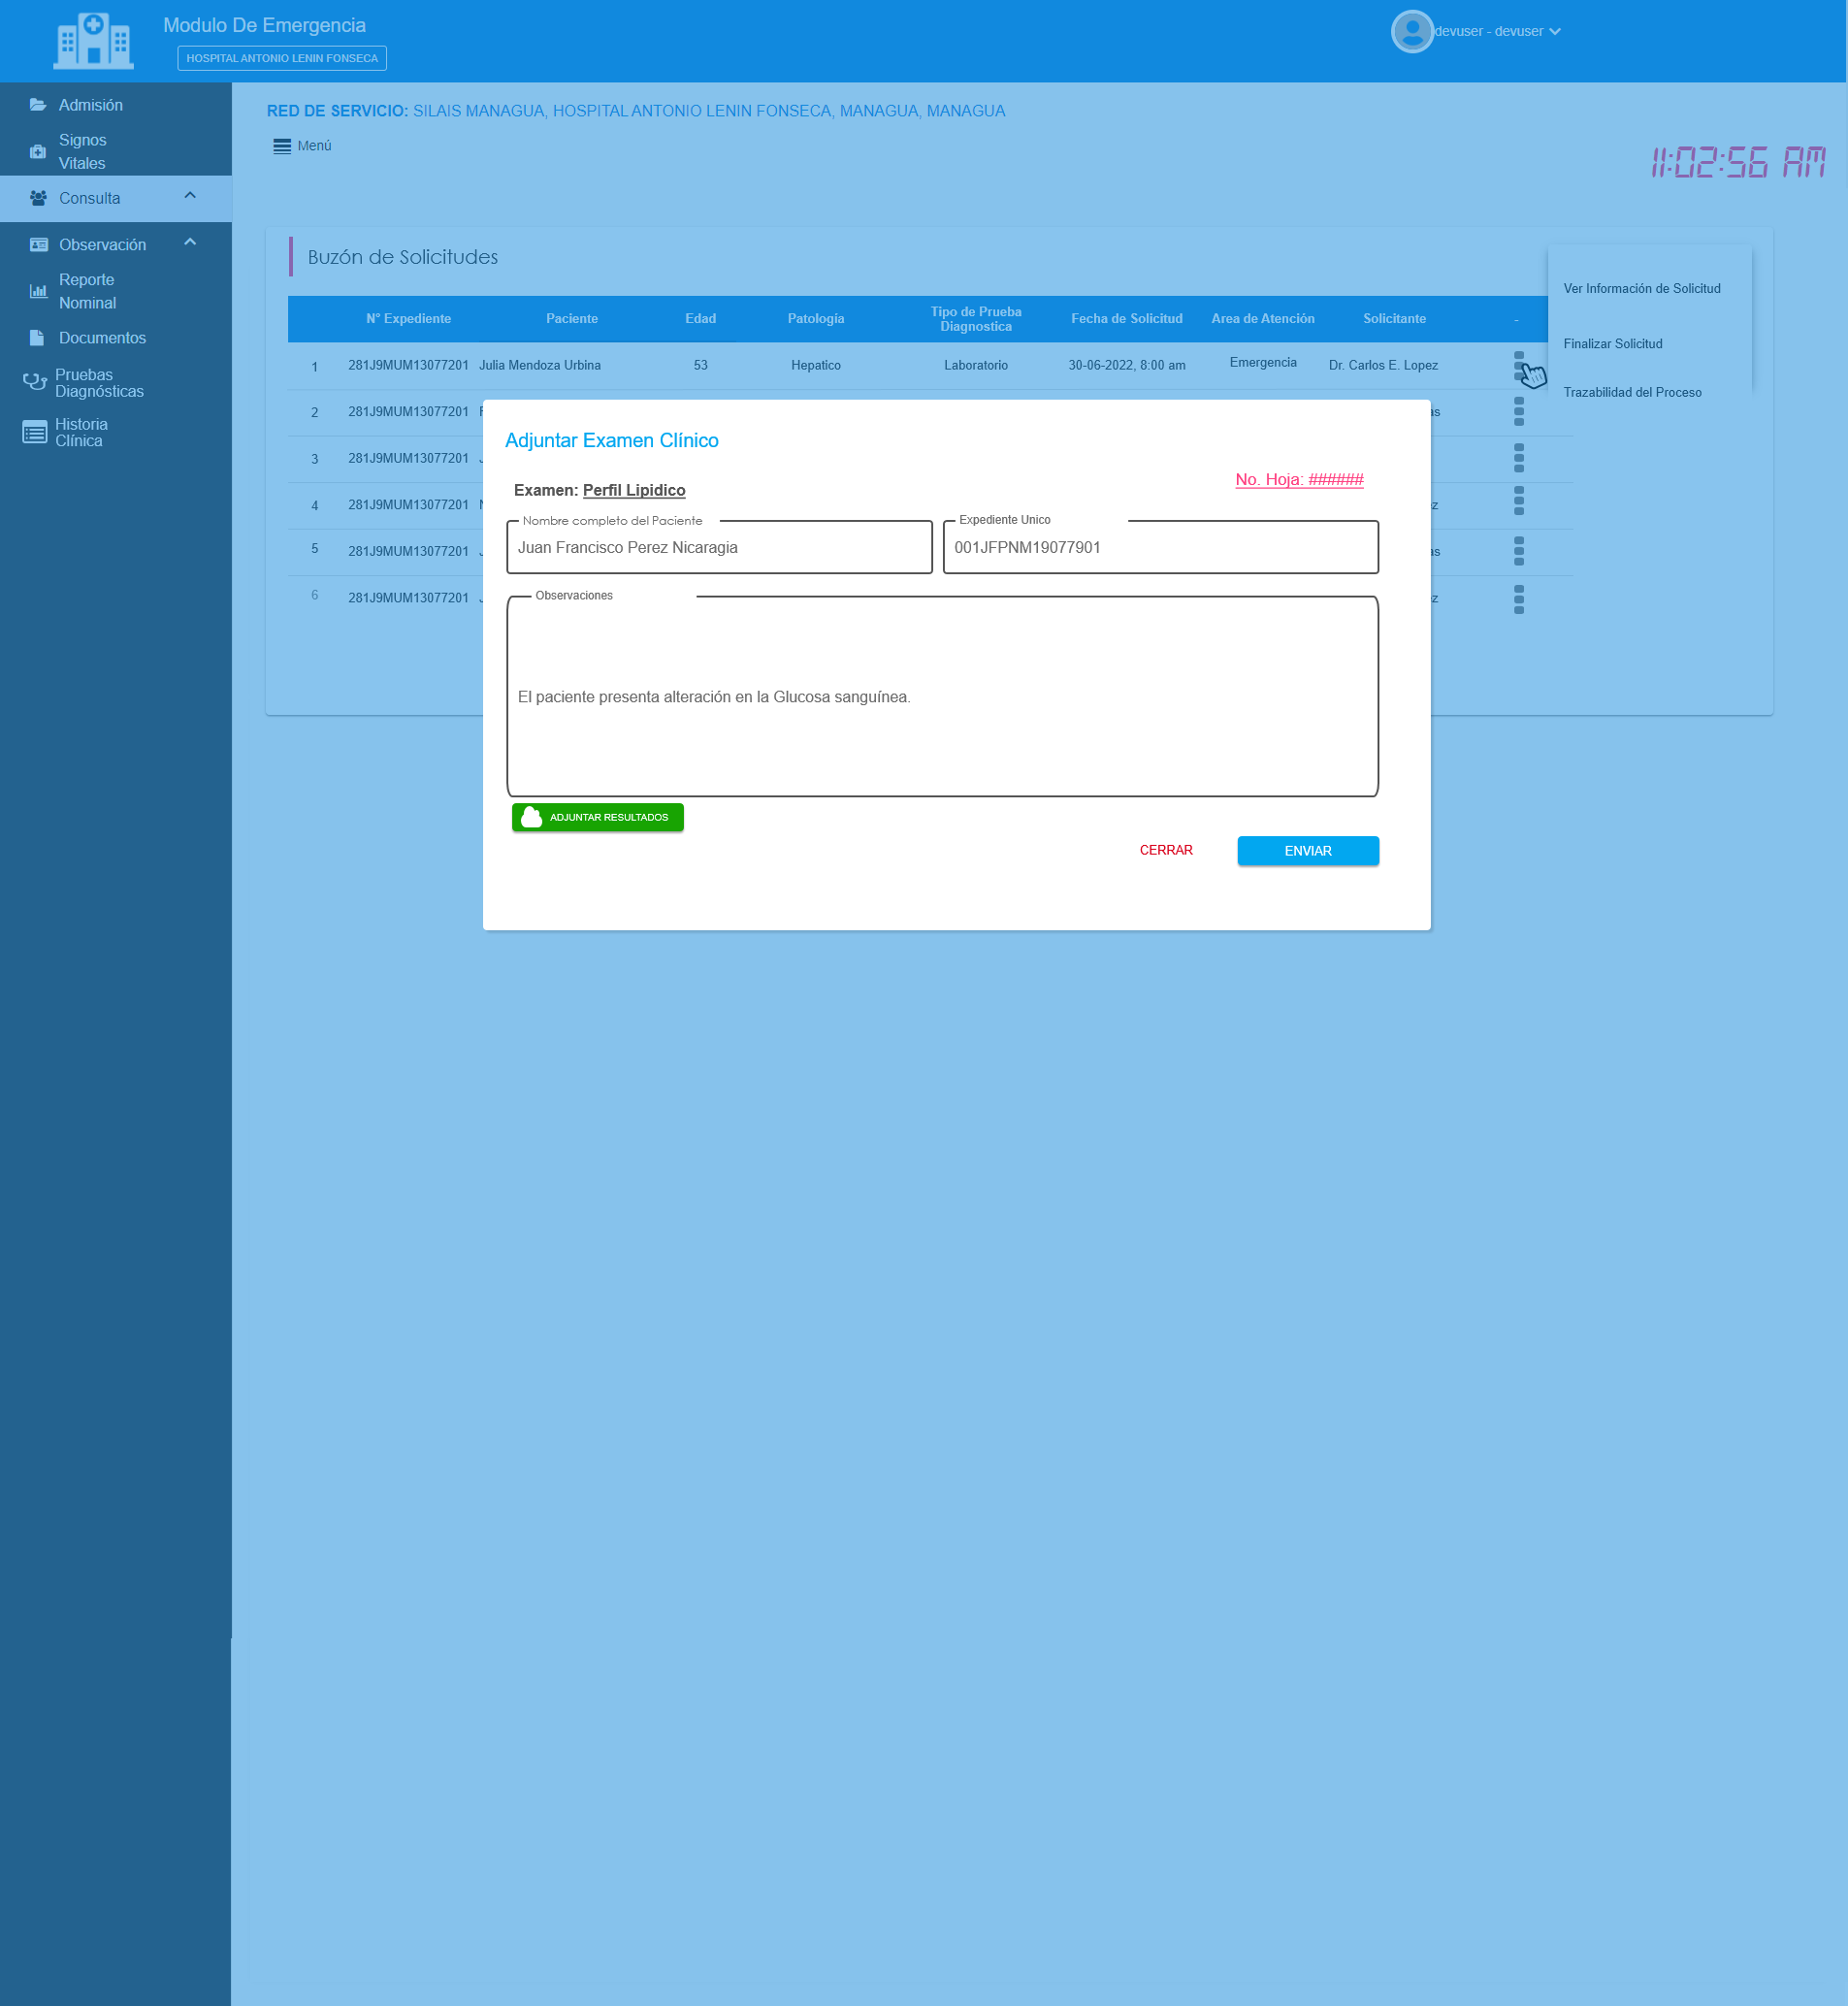 Modulo De Emergencia
HOSPITAL ANTONIO LENIN FONSECA
devuser - devuser
Admisión
Signos
Vitales
Consulta
Observación
Reporte
Nominal
Documentos
Pruebas
Diagnósticas
Historia
Clínica
RED DE SERVICIO: SILAIS MANAGUA, HOSPITAL ANTONIO LENIN FONSECA, MANAGUA, MANAGUA
Menú
11:02:56 AM
Buzón de Solicitudes
N° Expediente Paciente Edad Patología Tipo de Prueba Diagnostica Fecha de Solicitud Area de Atención Solicitante -
1 281J9MUM13077201 Julia Mendoza Urbina 53 Hepatico Laboratorio 30-06-2022, 8:00 am Emergencia Dr. Carlos E. Lopez
2 281J9MUM13077201
3 281J9MUM13077201
4 281J9MUM13077201
5 281J9MUM13077201
6 281J9MUM13077201
Ver Información de Solicitud
Finalizar Solicitud
Trazabilidad del Proceso
Adjuntar Examen Clínico
No. Hoja: ######
Examen: Perfil Lipidico
Nombre completo del Paciente
Juan Francisco Perez Nicaragia
Expediente Unico
001JFPNM19077901
Observaciones
El paciente presenta alteración en la Glucosa sanguínea.
ADJUNTAR RESULTADOS
CERRAR
ENVIAR